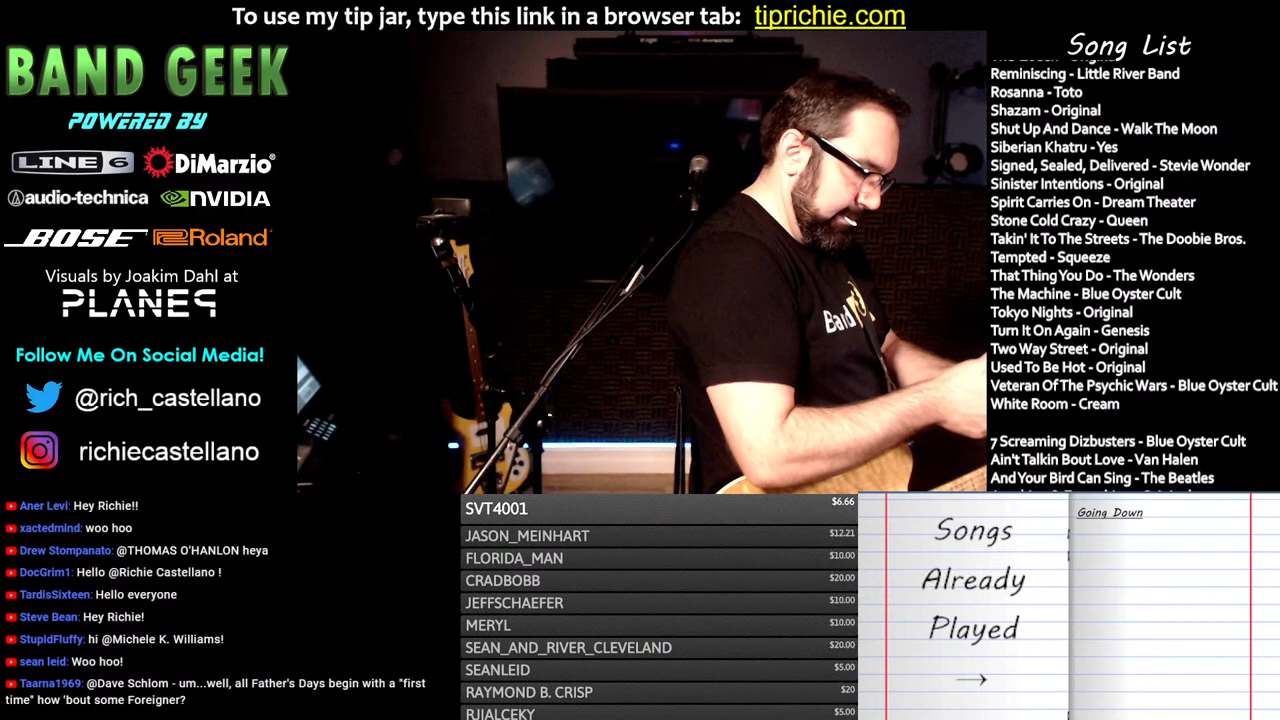 To use my tip jar, type this link in a browser tab: tiprichie.com
BAND GEEK
POWERED BY
LINE 6 DiMarzio®
audio-technica NVIDIA
BOSE Roland
Visuals by Joakim Dahl at
PLANE9
Follow Me On Social Media!
@rich_castellano
richiecastellano
Aner Levi: Hey Richie!!
xactedmind: woo hoo
Drew Stompanato: @THOMAS O'HANLON heya
DocGrim1: Hello @Richie Castellano !
TardisSixteen: Hello everyone
Steve Bean: Hey Richie!
StupidFluffy: hi @Michele K. Williams!
sean leid: Woo hoo!
Taama1969: @Dave Schlom - um...well, all Father's Days begin with a "first
time" how 'bout some Foreigner?
Band
SVT4001 $6.66
JASON_MEINHART $12.21
FLORIDA_MAN $10.00
CRADBOBB $20.00
JEFFSCHAEFER $10.00
MERYL $10.00
SEAN_AND_RIVER_CLEVELAND $20.00
SEANLEID $5.00
RAYMOND B. CRISP $20
RJIALCEKY $5.00
Song List
Reminiscing - Little River Band
Rosanna - Toto
Shazam - Original
Shut Up And Dance - Walk The Moon
Siberian Khatru - Yes
Signed, Sealed, Delivered - Stevie Wonder
Sinister Intentions - Original
Spirit Carries On - Dream Theater
Stone Cold Crazy - Queen
Takin' It To The Streets - The Doobie Bros.
Tempted - Squeeze
That Thing You Do - The Wonders
The Machine - Blue Oyster Cult
Tokyo Nights - Original
Turn It On Again - Genesis
Two Way Street - Original
Used To Be Hot - Original
Veteran Of The Psychic Wars - Blue Oyster Cult
White Room - Cream
7 Screaming Dizbusters - Blue Oyster Cult
Ain't Talkin Bout Love - Van Halen
And Your Bird Can Sing - The Beatles
Songs
Already
Played
→
Going Down